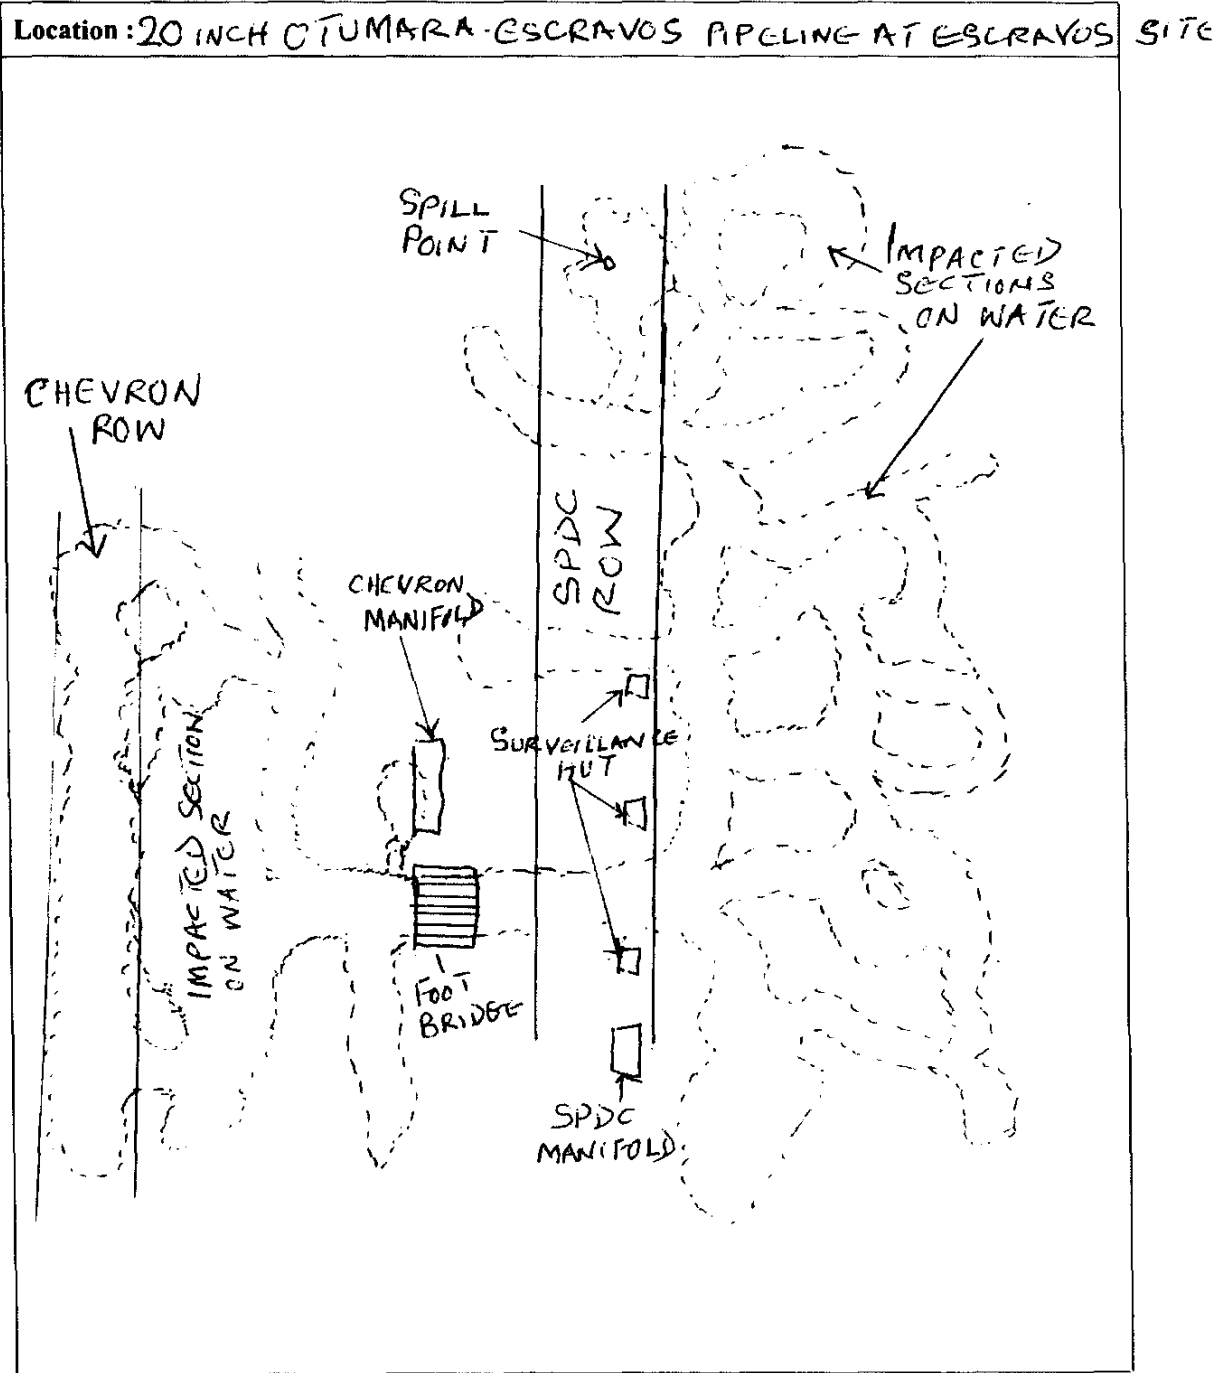 Location : 20 INCH OTUMARA-ESCRAVOS PIPELINE AT ESCRAVOS SITE
SPILL
POINT
IMPACTED
SECTIONS
ON WATER
CHEVRON
ROW
SPDC
ROW
CHEVRON
MANIFOLD
SURVEILLANCE
HUT
IMPACTED SECTION
ON WATER
FOOT
BRIDGE
SPDC
MANIFOLD